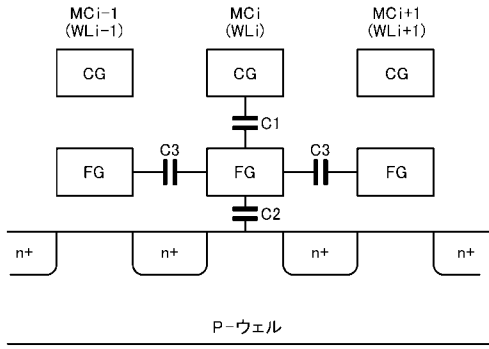 MCi-1 MCi MCi+1
(WLi-1) (WLi) (WLi+1)
CG CG CG
C1
C3 C3
FG FG FG
C2
n+ n+ n+ n+
P-ウェル